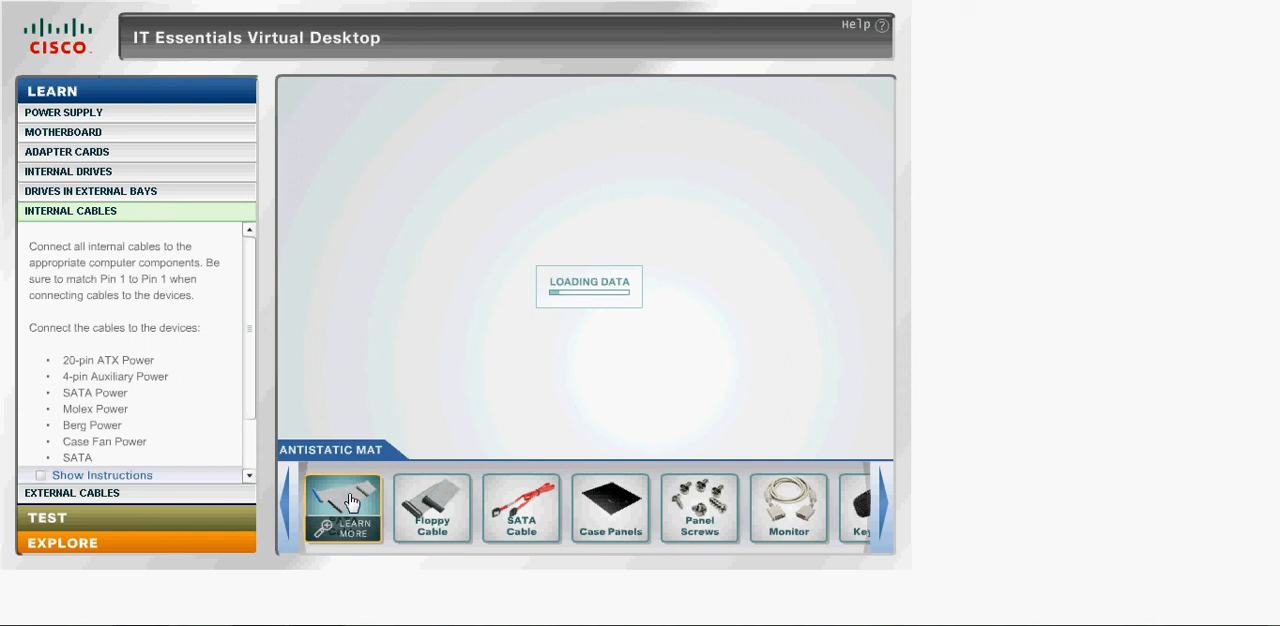 CISCO
IT Essentials Virtual Desktop
Help ?
LEARN
POWER SUPPLY
MOTHERBOARD
ADAPTER CARDS
INTERNAL DRIVES
DRIVES IN EXTERNAL BAYS
INTERNAL CABLES
Connect all internal cables to the
appropriate computer components. Be
sure to match Pin 1 to Pin 1 when
connecting cables to the devices.
Connect the cables to the devices:
• 20-pin ATX Power
• 4-pin Auxiliary Power
• SATA Power
• Molex Power
• Berg Power
• Case Fan Power
• SATA
Show Instructions
EXTERNAL CABLES
TEST
EXPLORE
LOADING DATA
ANTISTATIC MAT
LEARN
MORE
Floppy
Cable
SATA
Cable
Case Panels
Panel
Screws
Monitor